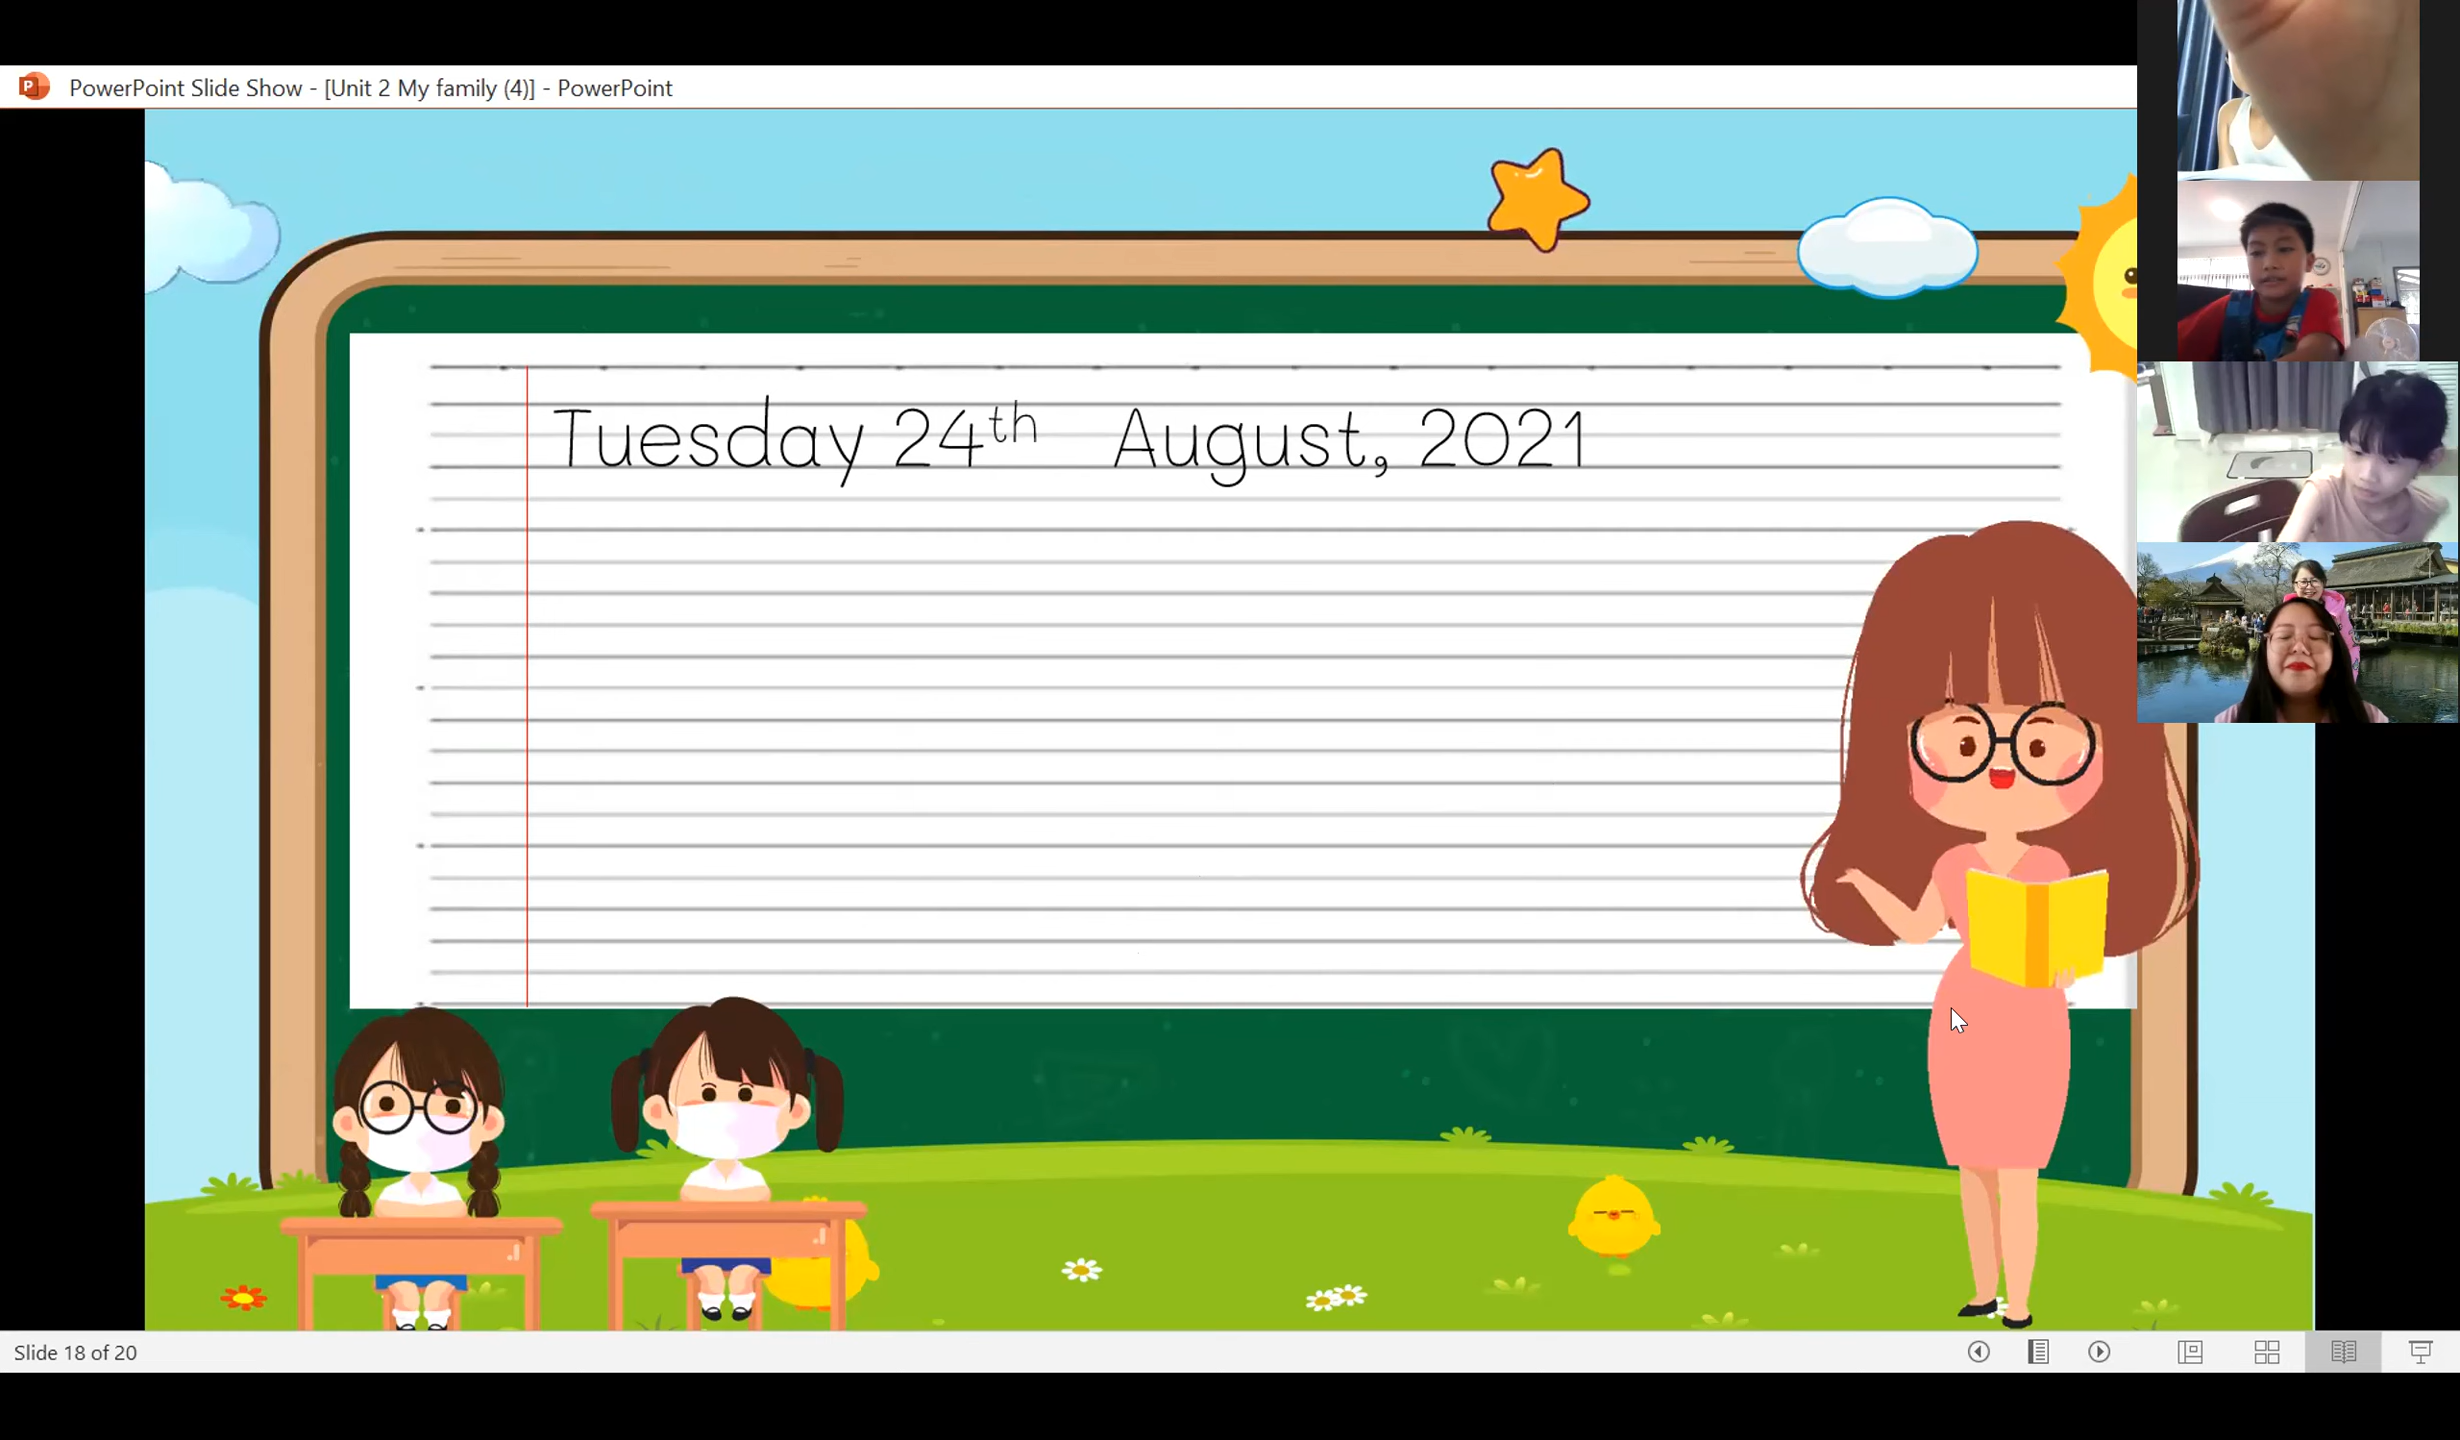 PowerPoint Slide Show - [Unit 2 My family (4)] - PowerPoint
Tuesday 24th August, 2021
Slide 18 of 20